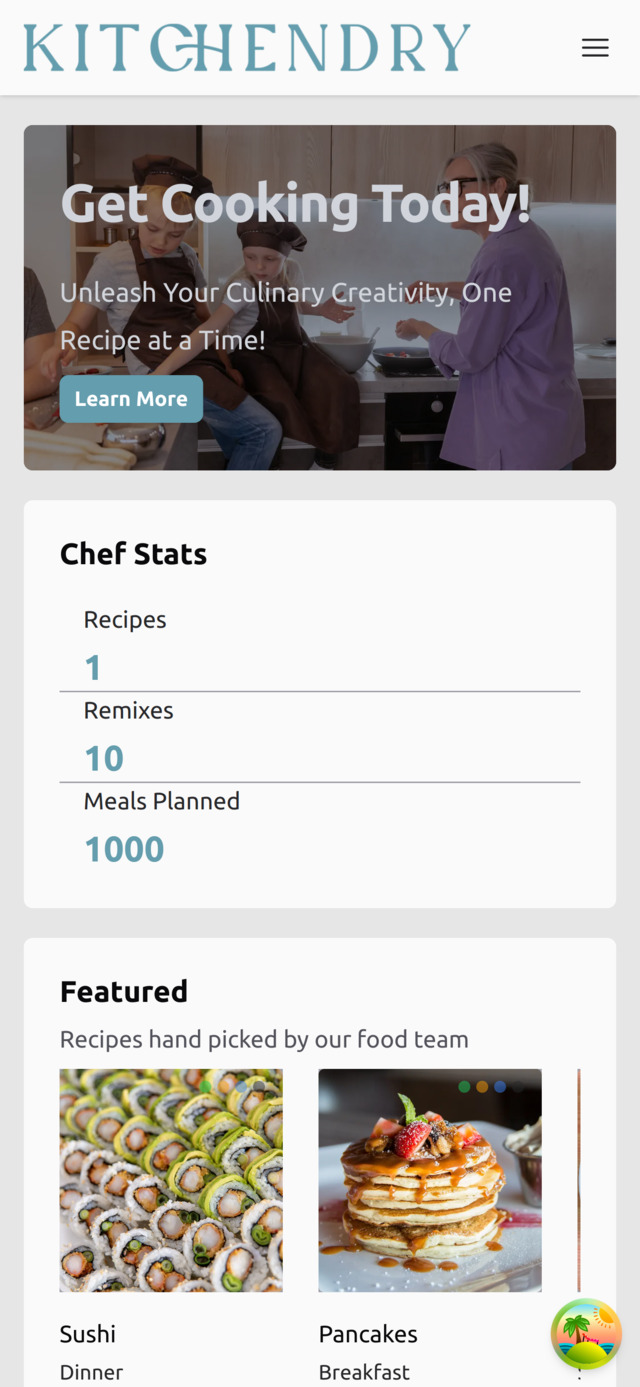 KITCHENDRY
Get Cooking Today!
Unleash Your Culinary Creativity, One
Recipe at a Time!
Learn More
Chef Stats
Recipes
1
Remixes
10
Meals Planned
1000
Featured
Recipes hand picked by our food team
Sushi
Pancakes
Dinner
Breakfast